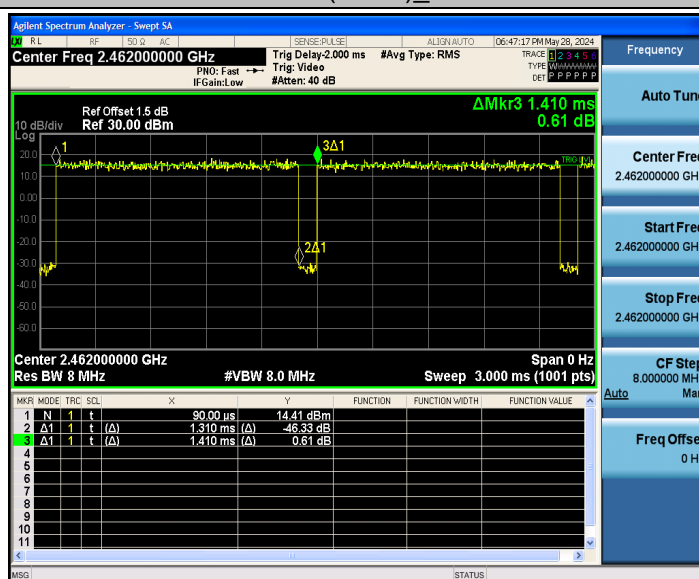 Agilent Spectrum Analyzer - Swept SA
RL RF 50 Ω AC SENSE:PULSE ALIGN AUTO 06:47:17 PM May 28, 2024
Center Freq 2.462000000 GHz
PNO: Fast
IFGain:Low
Trig Delay-2.000 ms
Trig: Video
#Atten: 40 dB
#Avg Type: RMS
TRACE 1 2 3 4 5 6
TYPE
DET P P P P P P
Ref Offset 1.5 dB
10 dB/div Ref 30.00 dBm
Log
ΔMkr3 1.410 ms
0.61 dB
20.0
10.00
0.00
-10.0
-20.0
-30.0
-40.0
-50.0
-60.0
1
3Δ1
2Δ1
Center 2.462000000 GHz Span 0 Hz
Res BW 8 MHz #VBW 8.0 MHz Sweep 3.000 ms (1001 pts)
MKR MODE TRC SCL X Y FUNCTION FUNCTION WIDTH FUNCTION VALUE
1 N 1 t 90.00 µs 14.41 dBm
2 Δ1 1 t (Δ) 1.310 ms (Δ) -46.33 dB
3 Δ1 1 t (Δ) 1.410 ms (Δ) 0.61 dB
4
5
6
7
8
9
10
11
MSG STATUS
Frequency
Auto Tun
Center Fre
2.462000000 GH
Start Fre
2.462000000 GH
Stop Fre
2.462000000 GH
CF Step
8.000000 MH
Auto Ma
Freq Offse
0 H